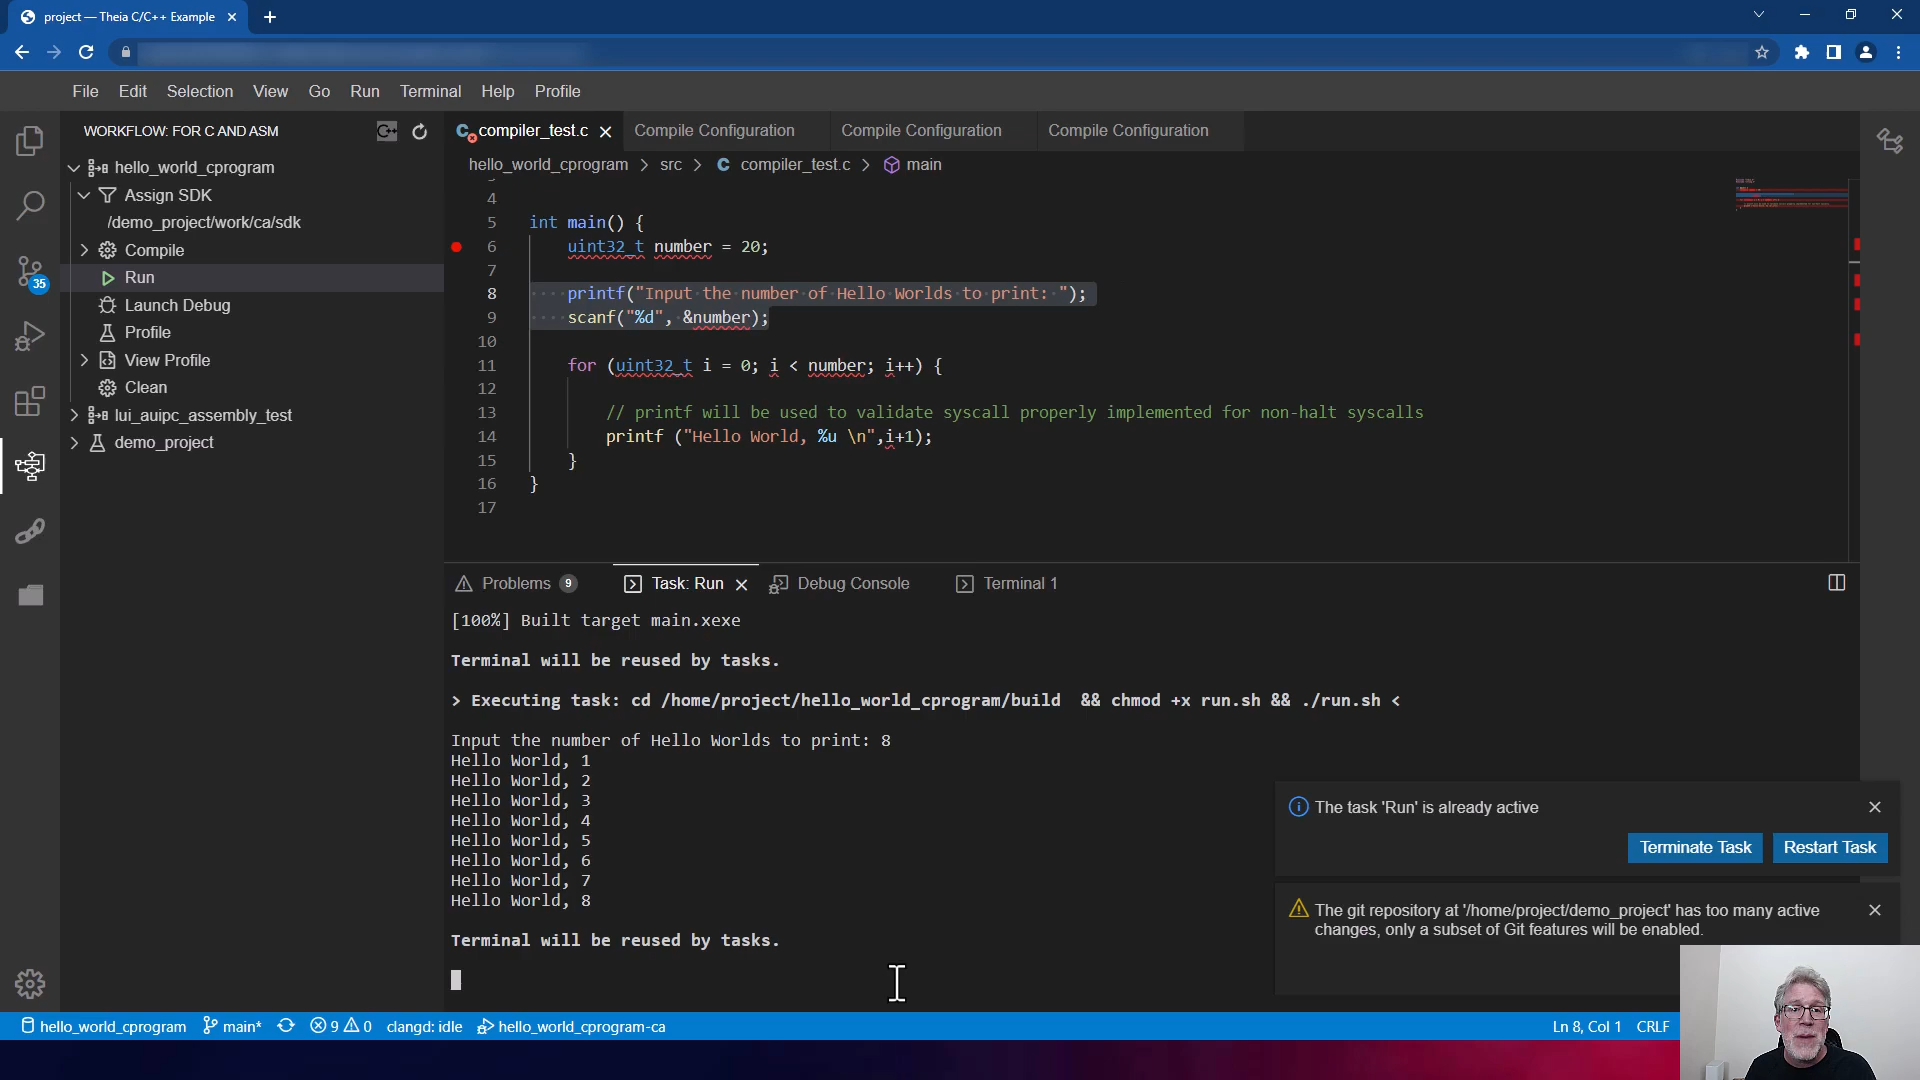 project — Theia C/C++ Example
File Edit Selection View Go Run Terminal Help Profile
WORKFLOW: FOR C AND ASM
hello_world_cprogram
Assign SDK
/demo_project/work/ca/sdk
Compile
Run
Launch Debug
Profile
View Profile
Clean
lui_auipc_assembly_test
demo_project
35
compiler_test.c Compile Configuration Compile Configuration Compile Configuration
hello_world_cprogram > src > C compiler_test.c > main
4
5 int main() {
6 uint32_t number = 20;
7
8 printf("Input the number of Hello Worlds to print: ");
9 scanf("%d", &number);
10
11 for (uint32_t i = 0; i < number; i++) {
12
13 // printf will be used to validate syscall properly implemented for non-halt syscalls
14 printf ("Hello World, %u \n",i+1);
15 }
16 }
17
Problems 9 Task: Run Debug Console Terminal 1
[100%] Built target main.xexe
Terminal will be reused by tasks.
> Executing task: cd /home/project/hello_world_cprogram/build && chmod +x run.sh && ./run.sh <
Input the number of Hello Worlds to print: 8
Hello World, 1
Hello World, 2
Hello World, 3
Hello World, 4
Hello World, 5
Hello World, 6
Hello World, 7
Hello World, 8
Terminal will be reused by tasks.
The task 'Run' is already active
Terminate Task Restart Task
The git repository at '/home/project/demo_project' has too many active
changes, only a subset of Git features will be enabled.
hello_world_cprogram main* 9 0 clangd: idle hello_world_cprogram-ca Ln 8, Col 1 CRLF